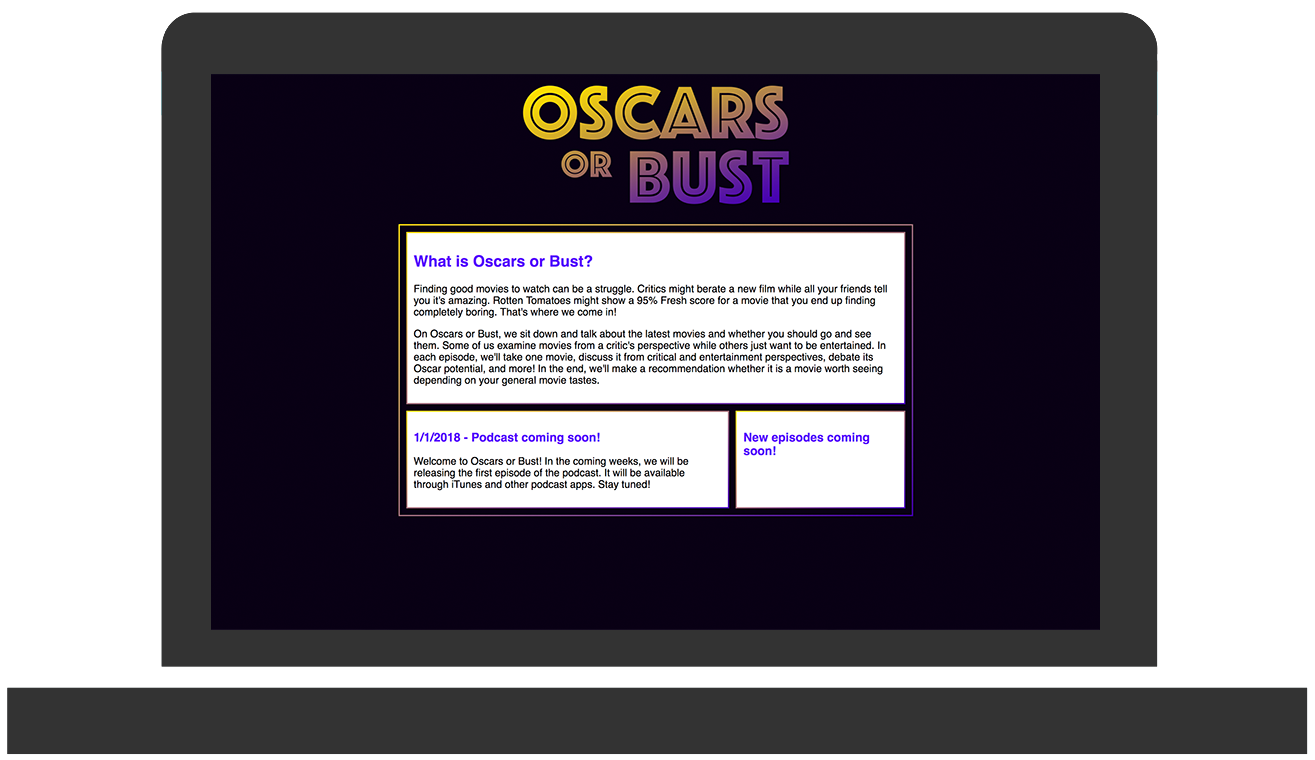 OSCARS
OR BUST
What is Oscars or Bust?
Finding good movies to watch can be a struggle. Critics might berate a new film while all your friends tell
you it's amazing. Rotten Tomatoes might show a 95% Fresh score for a movie that you end up finding
completely boring. That's where we come in!
On Oscars or Bust, we sit down and talk about the latest movies and whether you should go and see
them. Some of us examine movies from a critic's perspective while others just want to be entertained. In
each episode, we'll take one movie, discuss it from critical and entertainment perspectives, debate its
Oscar potential, and more! In the end, we'll make a recommendation whether it is a movie worth seeing
depending on your general movie tastes.
1/1/2018 - Podcast coming soon!
Welcome to Oscars or Bust! In the coming weeks, we will be
releasing the first episode of the podcast. It will be available
through iTunes and other podcast apps. Stay tuned!
New episodes coming
soon!